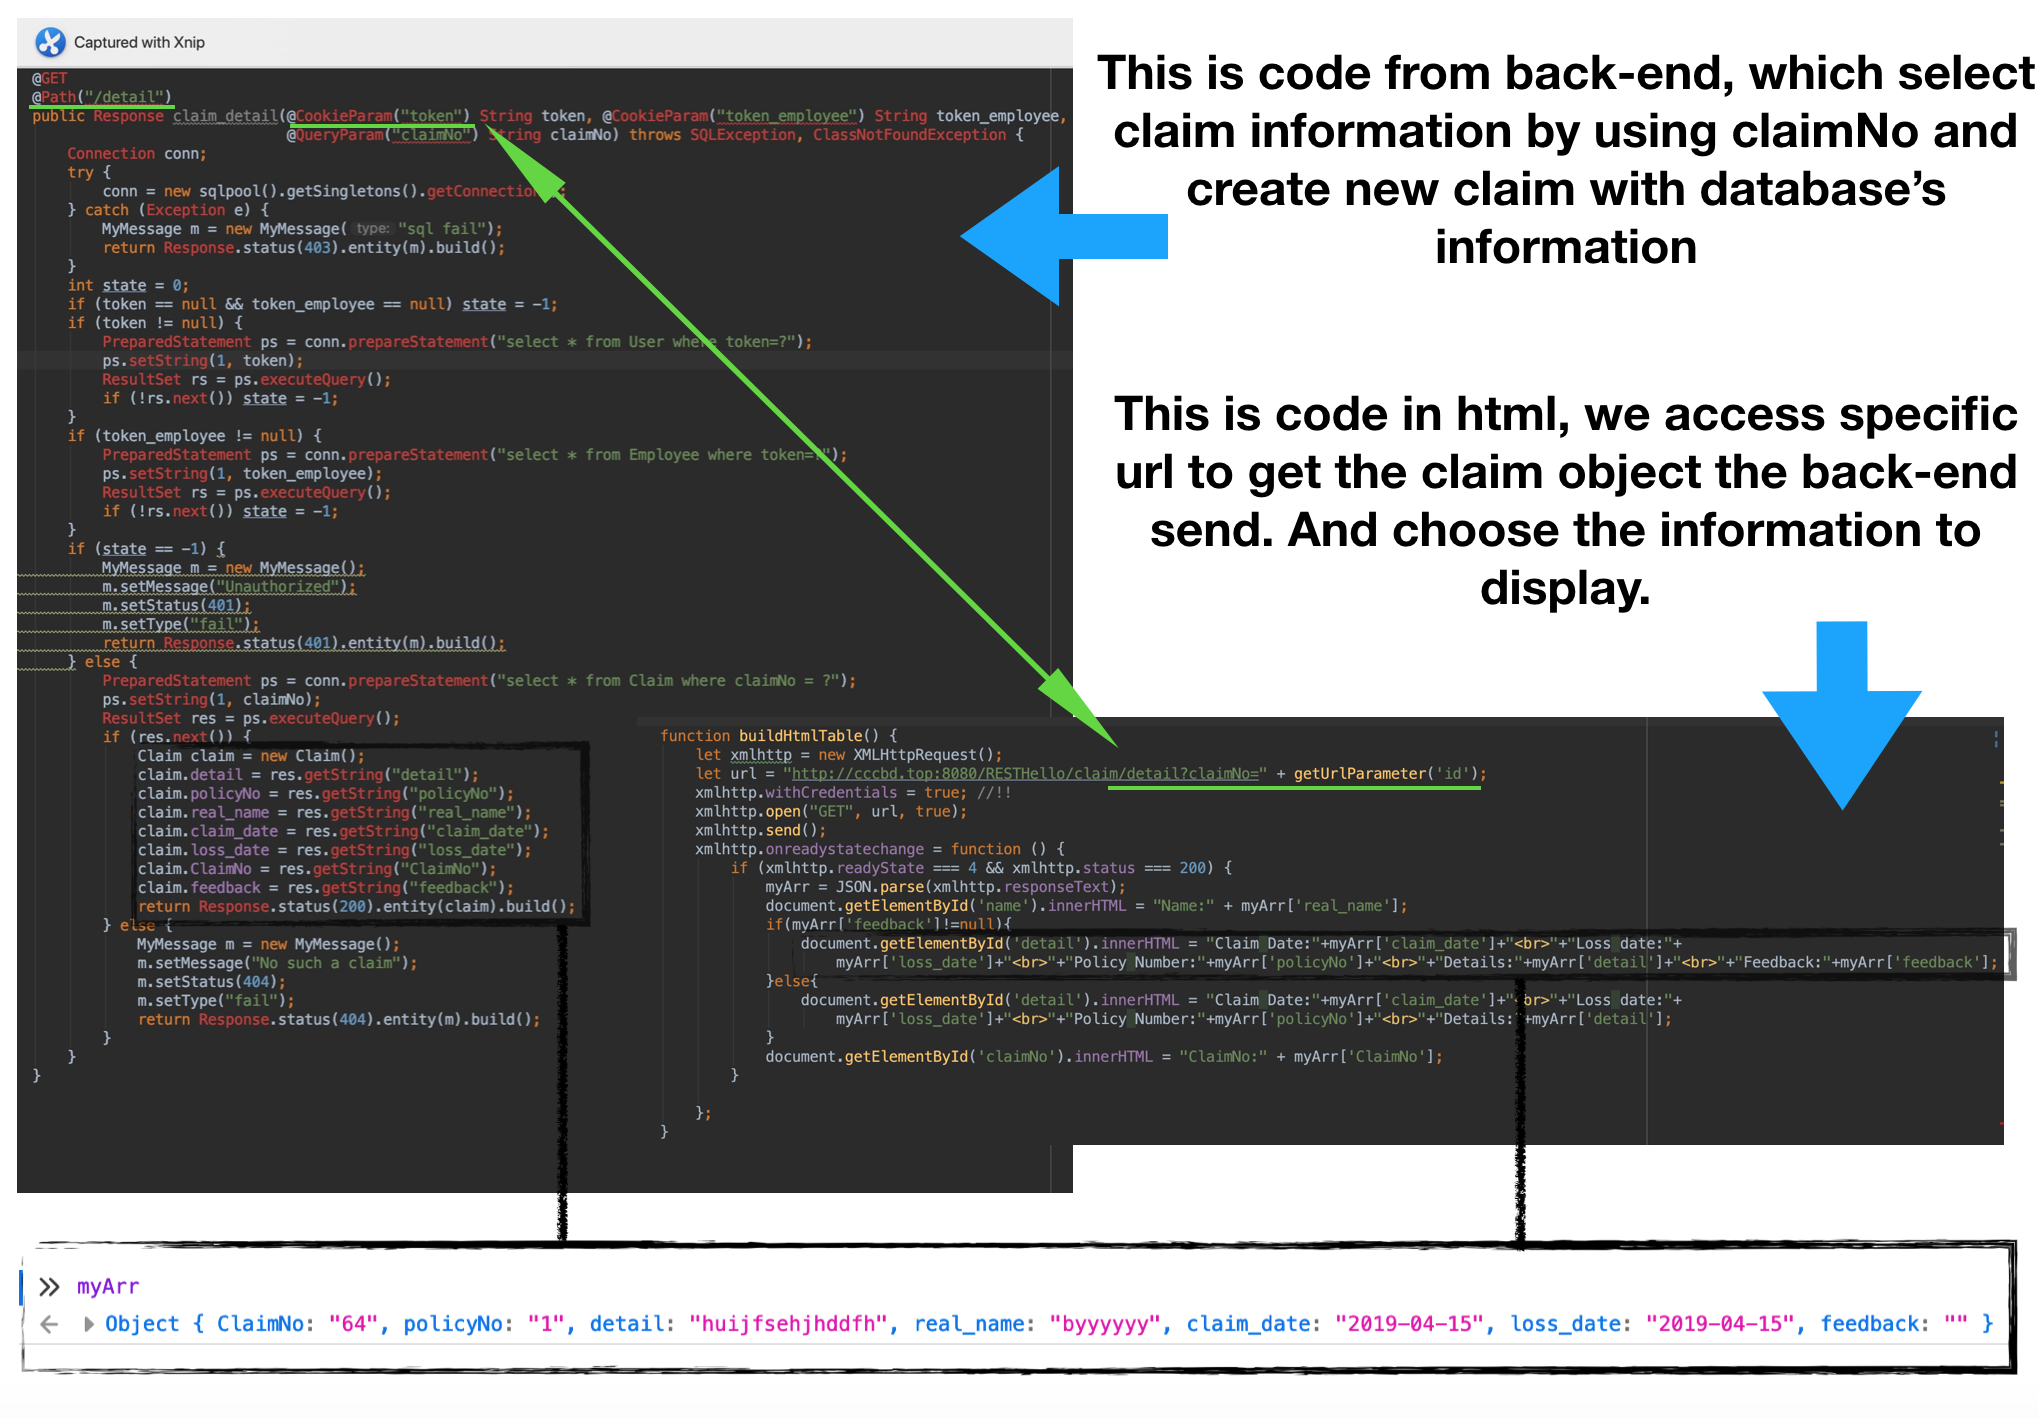 Captured with Xnip
@GET
@Path("/detail")
public Response claim_detail(@CookieParam("token") String token, @CookieParam("token_employee") String token_employee,
@QueryParam("claimNo") String claimNo) throws SQLException, ClassNotFoundException {
Connection conn;
try {
conn = new sqlpool().getSingletons().getConnection
} catch (Exception e) {
MyMessage m = new MyMessage( type: "sql fail");
return Response.status(403).entity(m).build();
}
int state = 0;
if (token == null && token_employee == null) state = -1;
if (token != null) {
PreparedStatement ps = conn.prepareStatement("select * from User where token=?");
ps.setString(1, token);
ResultSet rs = ps.executeQuery();
if (!rs.next()) state = -1;
}
if (token_employee != null) {
PreparedStatement ps = conn.prepareStatement("select * from Employee where token=?");
ps.setString(1, token_employee);
ResultSet rs = ps.executeQuery();
if (!rs.next()) state = -1;
}
if (state == -1) {
MyMessage m = new MyMessage();
m.setMessage("Unauthorized");
m.setStatus(401);
m.setType("fail");
return Response.status(401).entity(m).build();
} else {
PreparedStatement ps = conn.prepareStatement("select * from Claim where claimNo = ?");
ps.setString(1, claimNo);
ResultSet res = ps.executeQuery();
if (res.next()) {
Claim claim = new Claim();
claim.detail = res.getString("detail");
claim.policyNo = res.getString("policyNo");
claim.real_name = res.getString("real_name");
claim.claim_date = res.getString("claim_date");
claim.loss_date = res.getString("loss_date");
claim.ClaimNo = res.getString("ClaimNo");
claim.feedback = res.getString("feedback");
return Response.status(200).entity(claim).build();
} else {
MyMessage m = new MyMessage();
m.setMessage("No such a claim");
m.setStatus(404);
m.setType("fail");
return Response.status(404).entity(m).build();
}
}
}
This is code from back-end, which select
claim information by using claimNo and
create new claim with database’s
information
This is code in html, we access specific
url to get the claim object the back-end
send. And choose the information to
display.
function buildHtmlTable() {
let xmlhttp = new XMLHttpRequest();
let url = "http://cccbd.top:8080/RESTHello/claim/detail?claimNo=" + getUrlParameter('id');
xmlhttp.withCredentials = true; //!!
xmlhttp.open("GET", url, true);
xmlhttp.send();
xmlhttp.onreadystatechange = function () {
if (xmlhttp.readyState === 4 && xmlhttp.status === 200) {
myArr = JSON.parse(xmlhttp.responseText);
document.getElementById('name').innerHTML = "Name:" + myArr['real_name'];
if(myArr['feedback']!=null){
document.getElementById('detail').innerHTML = "Claim Date:"+myArr['claim_date']+"<br>"+"Loss date:"+
myArr['loss_date']+"<br>"+"Policy Number:"+myArr['policyNo']+"<br>"+"Details:"+myArr['detail']+"<br>"+"Feedback:"+myArr['feedback'];
}else{
document.getElementById('detail').innerHTML = "Claim Date:"+myArr['claim_date']+"<br>"+"Loss date:"+
myArr['loss_date']+"<br>"+"Policy Number:"+myArr['policyNo']+"<br>"+"Details:"+myArr['detail'];
}
document.getElementById('claimNo').innerHTML = "ClaimNo:" + myArr['ClaimNo'];
}
};
}
myArr
Object { ClaimNo: "64", policyNo: "1", detail: "huijfsehjhddfh", real_name: "byyyyyy", claim_date: "2019-04-15", loss_date: "2019-04-15", feedback: "" }